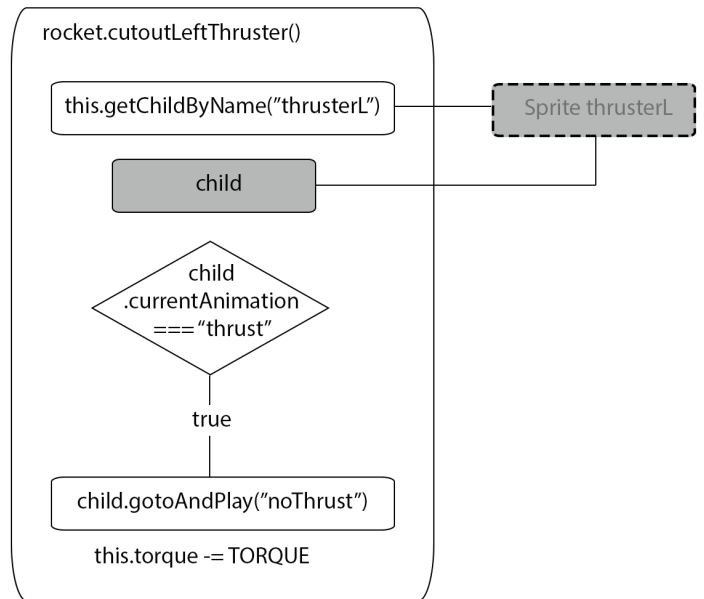 rocket.cutoutLeftThruster()
this.getChildByName(”thrusterL”)
Sprite thrusterL
child
child
.currentAnimation
=== “thrust”
true
child.gotoAndPlay(”noThrust”)
this.torque -= TORQUE